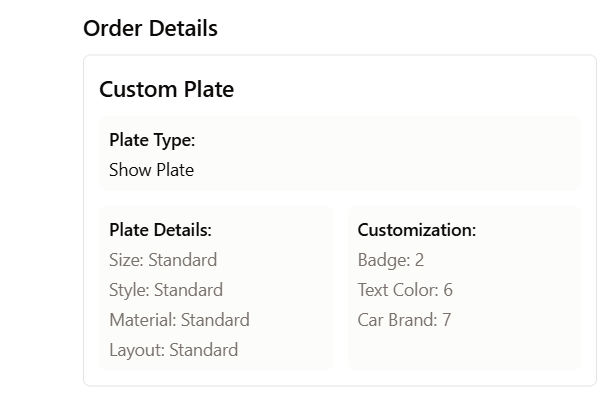 Order Details
Custom Plate
Plate Type:
Show Plate
Plate Details:
Size: Standard
Style: Standard
Material: Standard
Layout: Standard
Customization:
Badge: 2
Text Color: 6
Car Brand: 7